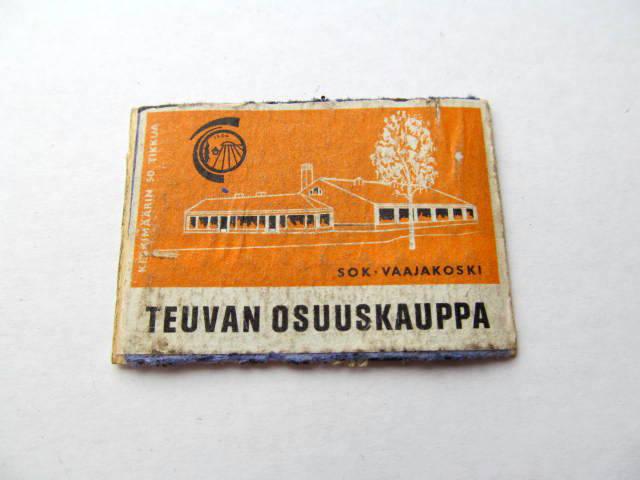 KESKIMÄÄRIN 50 TIKKUA
SOK·VAAJAKOSKI
TEUVAN OSUUSKAUPPA